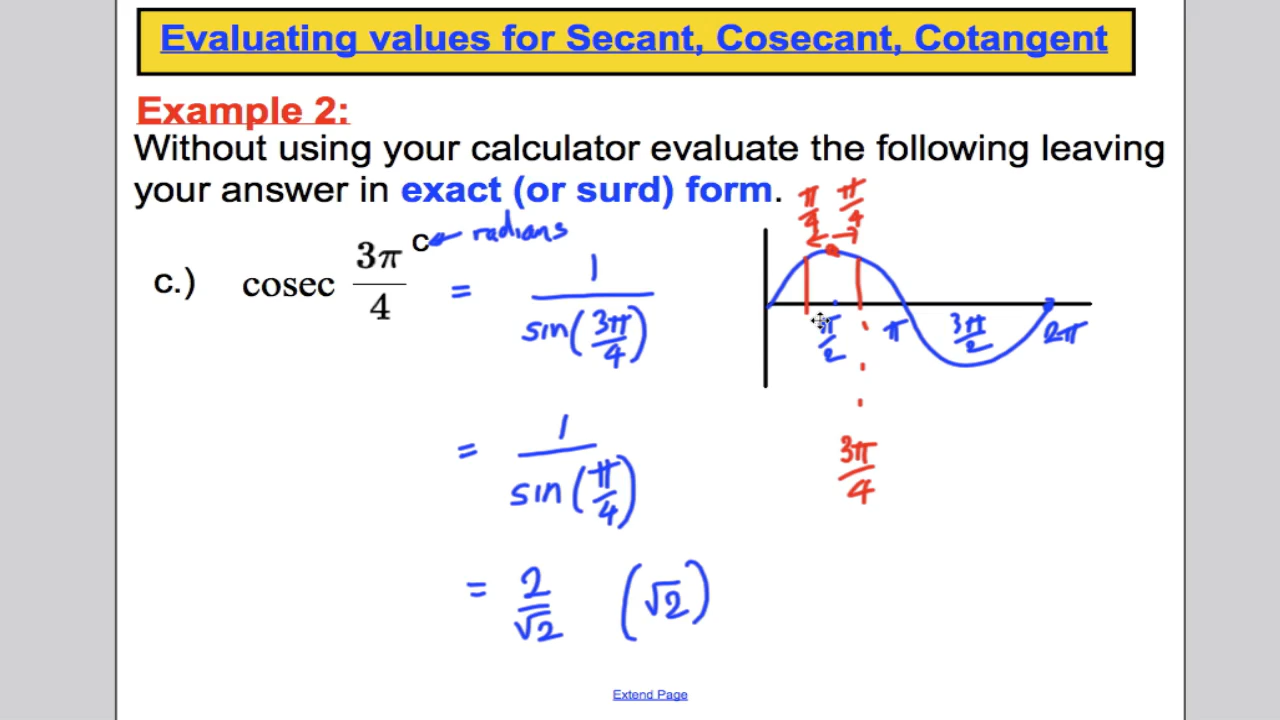 Evaluating values for Secant, Cosecant, Cotangent
Example 2:
Without using your calculator evaluate the following leaving
your answer in exact (or surd) form.
c.) cosec 3π/4 c ← radians = 1/sin(3π/4)
= 1/sin(π/4)
= 2/√2 (√2)
π/4 π/4
π/2 π 3π/2 2π
3π/4
Extend Page